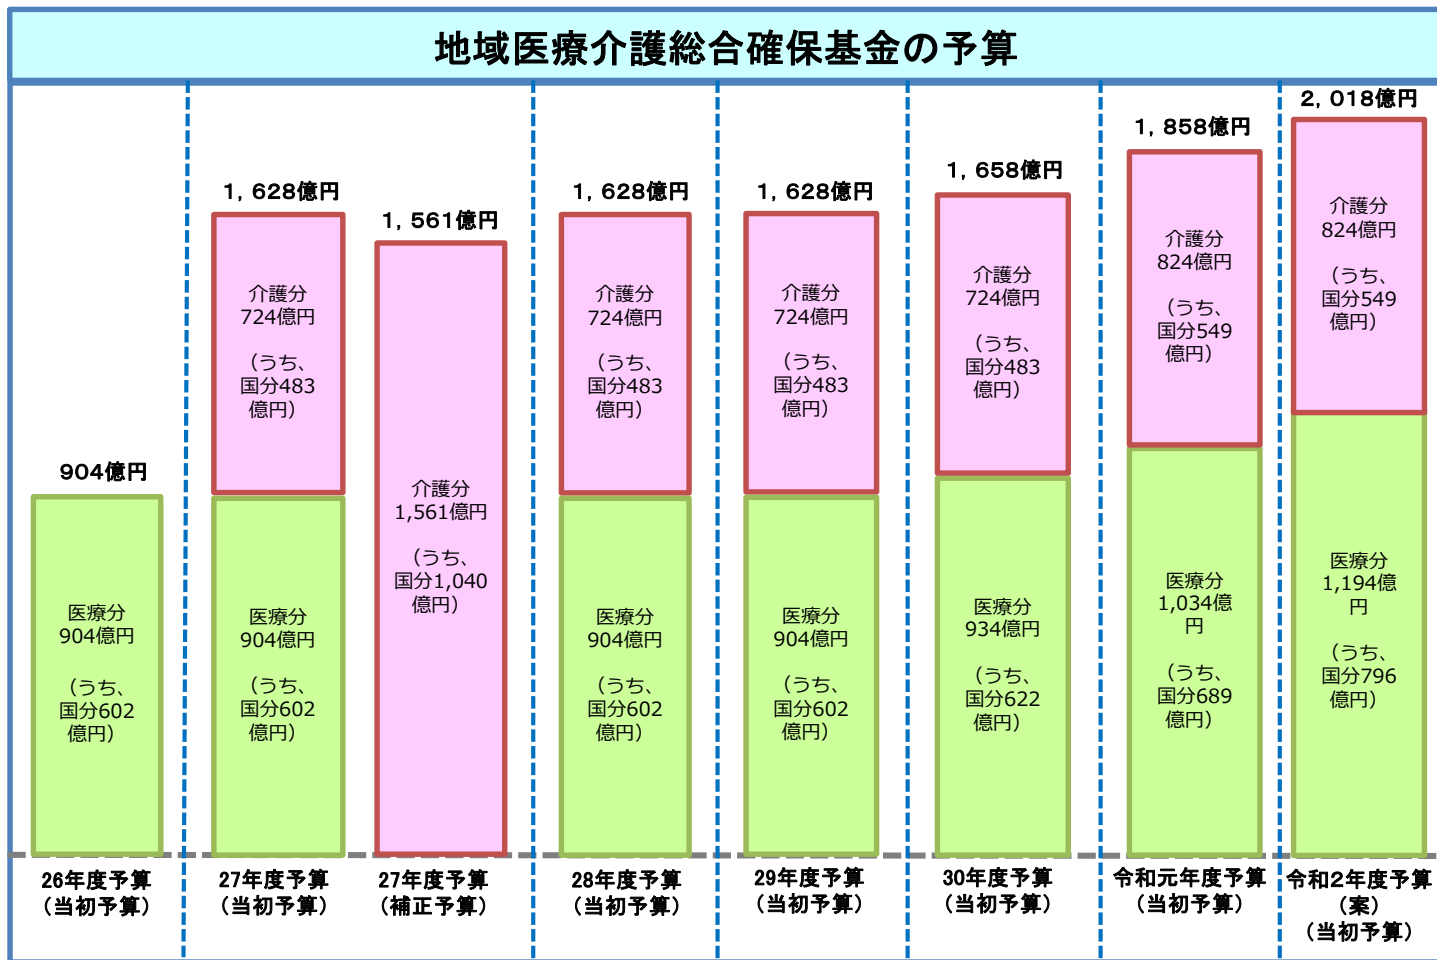 地域医療介護総合確保基金の予算
904億円
医療分
904億円
（うち、
国分602
億円）
26年度予算
（当初予算）
1，628億円
介護分
724億円
（うち、
国分483
億円）
医療分
904億円
（うち、
国分602
億円）
27年度予算
（当初予算）
1，561億円
介護分
1,561億円
（うち、
国分1,040
億円）
27年度予算
（補正予算）
1，628億円
介護分
724億円
（うち、
国分483
億円）
医療分
904億円
（うち、
国分602
億円）
28年度予算
（当初予算）
1，628億円
介護分
724億円
（うち、
国分483
億円）
医療分
904億円
（うち、
国分602
億円）
29年度予算
（当初予算）
1，658億円
介護分
724億円
（うち、
国分483
億円）
医療分
934億円
（うち、
国分622
億円）
30年度予算
（当初予算）
1，858億円
介護分
824億円
（うち、
国分549
億円）
医療分
1,034億
円
（うち、
国分689
億円）
令和元年度予算
（当初予算）
2，018億円
介護分
824億円
（うち、
国分549
億円）
医療分
1,194億
円
（うち、
国分796
億円）
令和2年度予算
（案）
（当初予算）